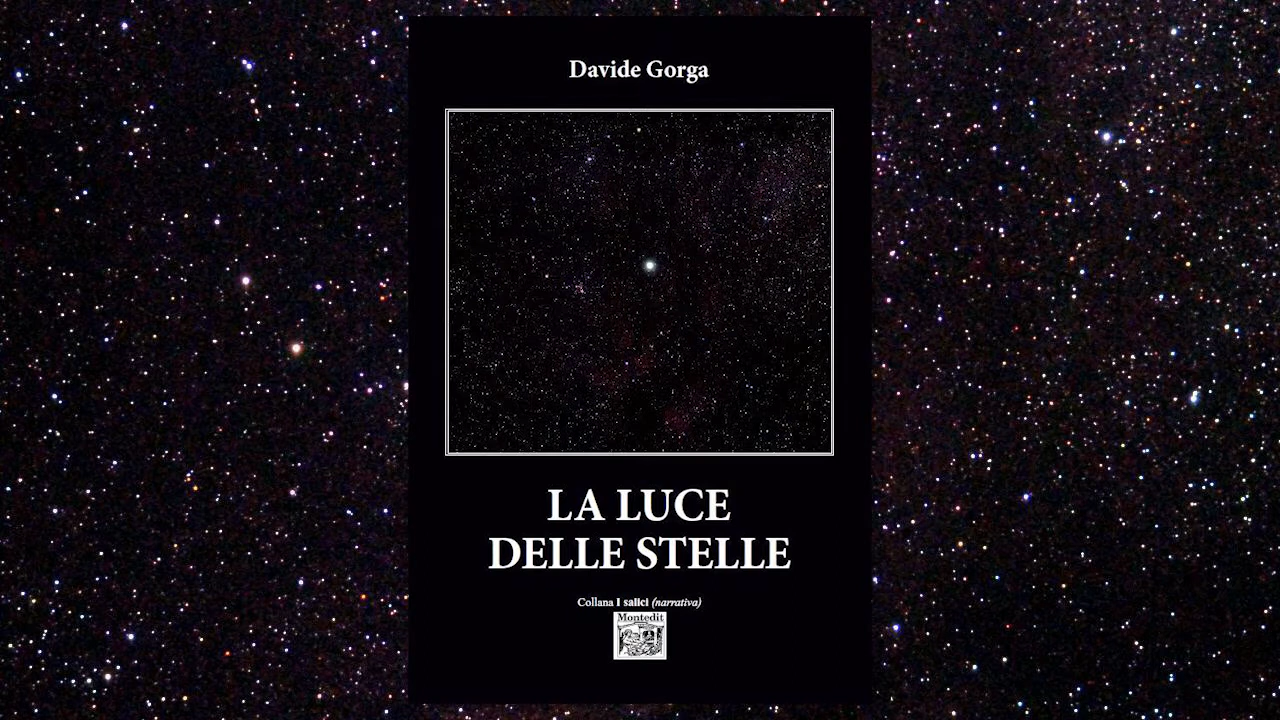 Davide Gorga
LA LUCE
DELLE STELLE
Collana I salici (narrativa)
Montedit